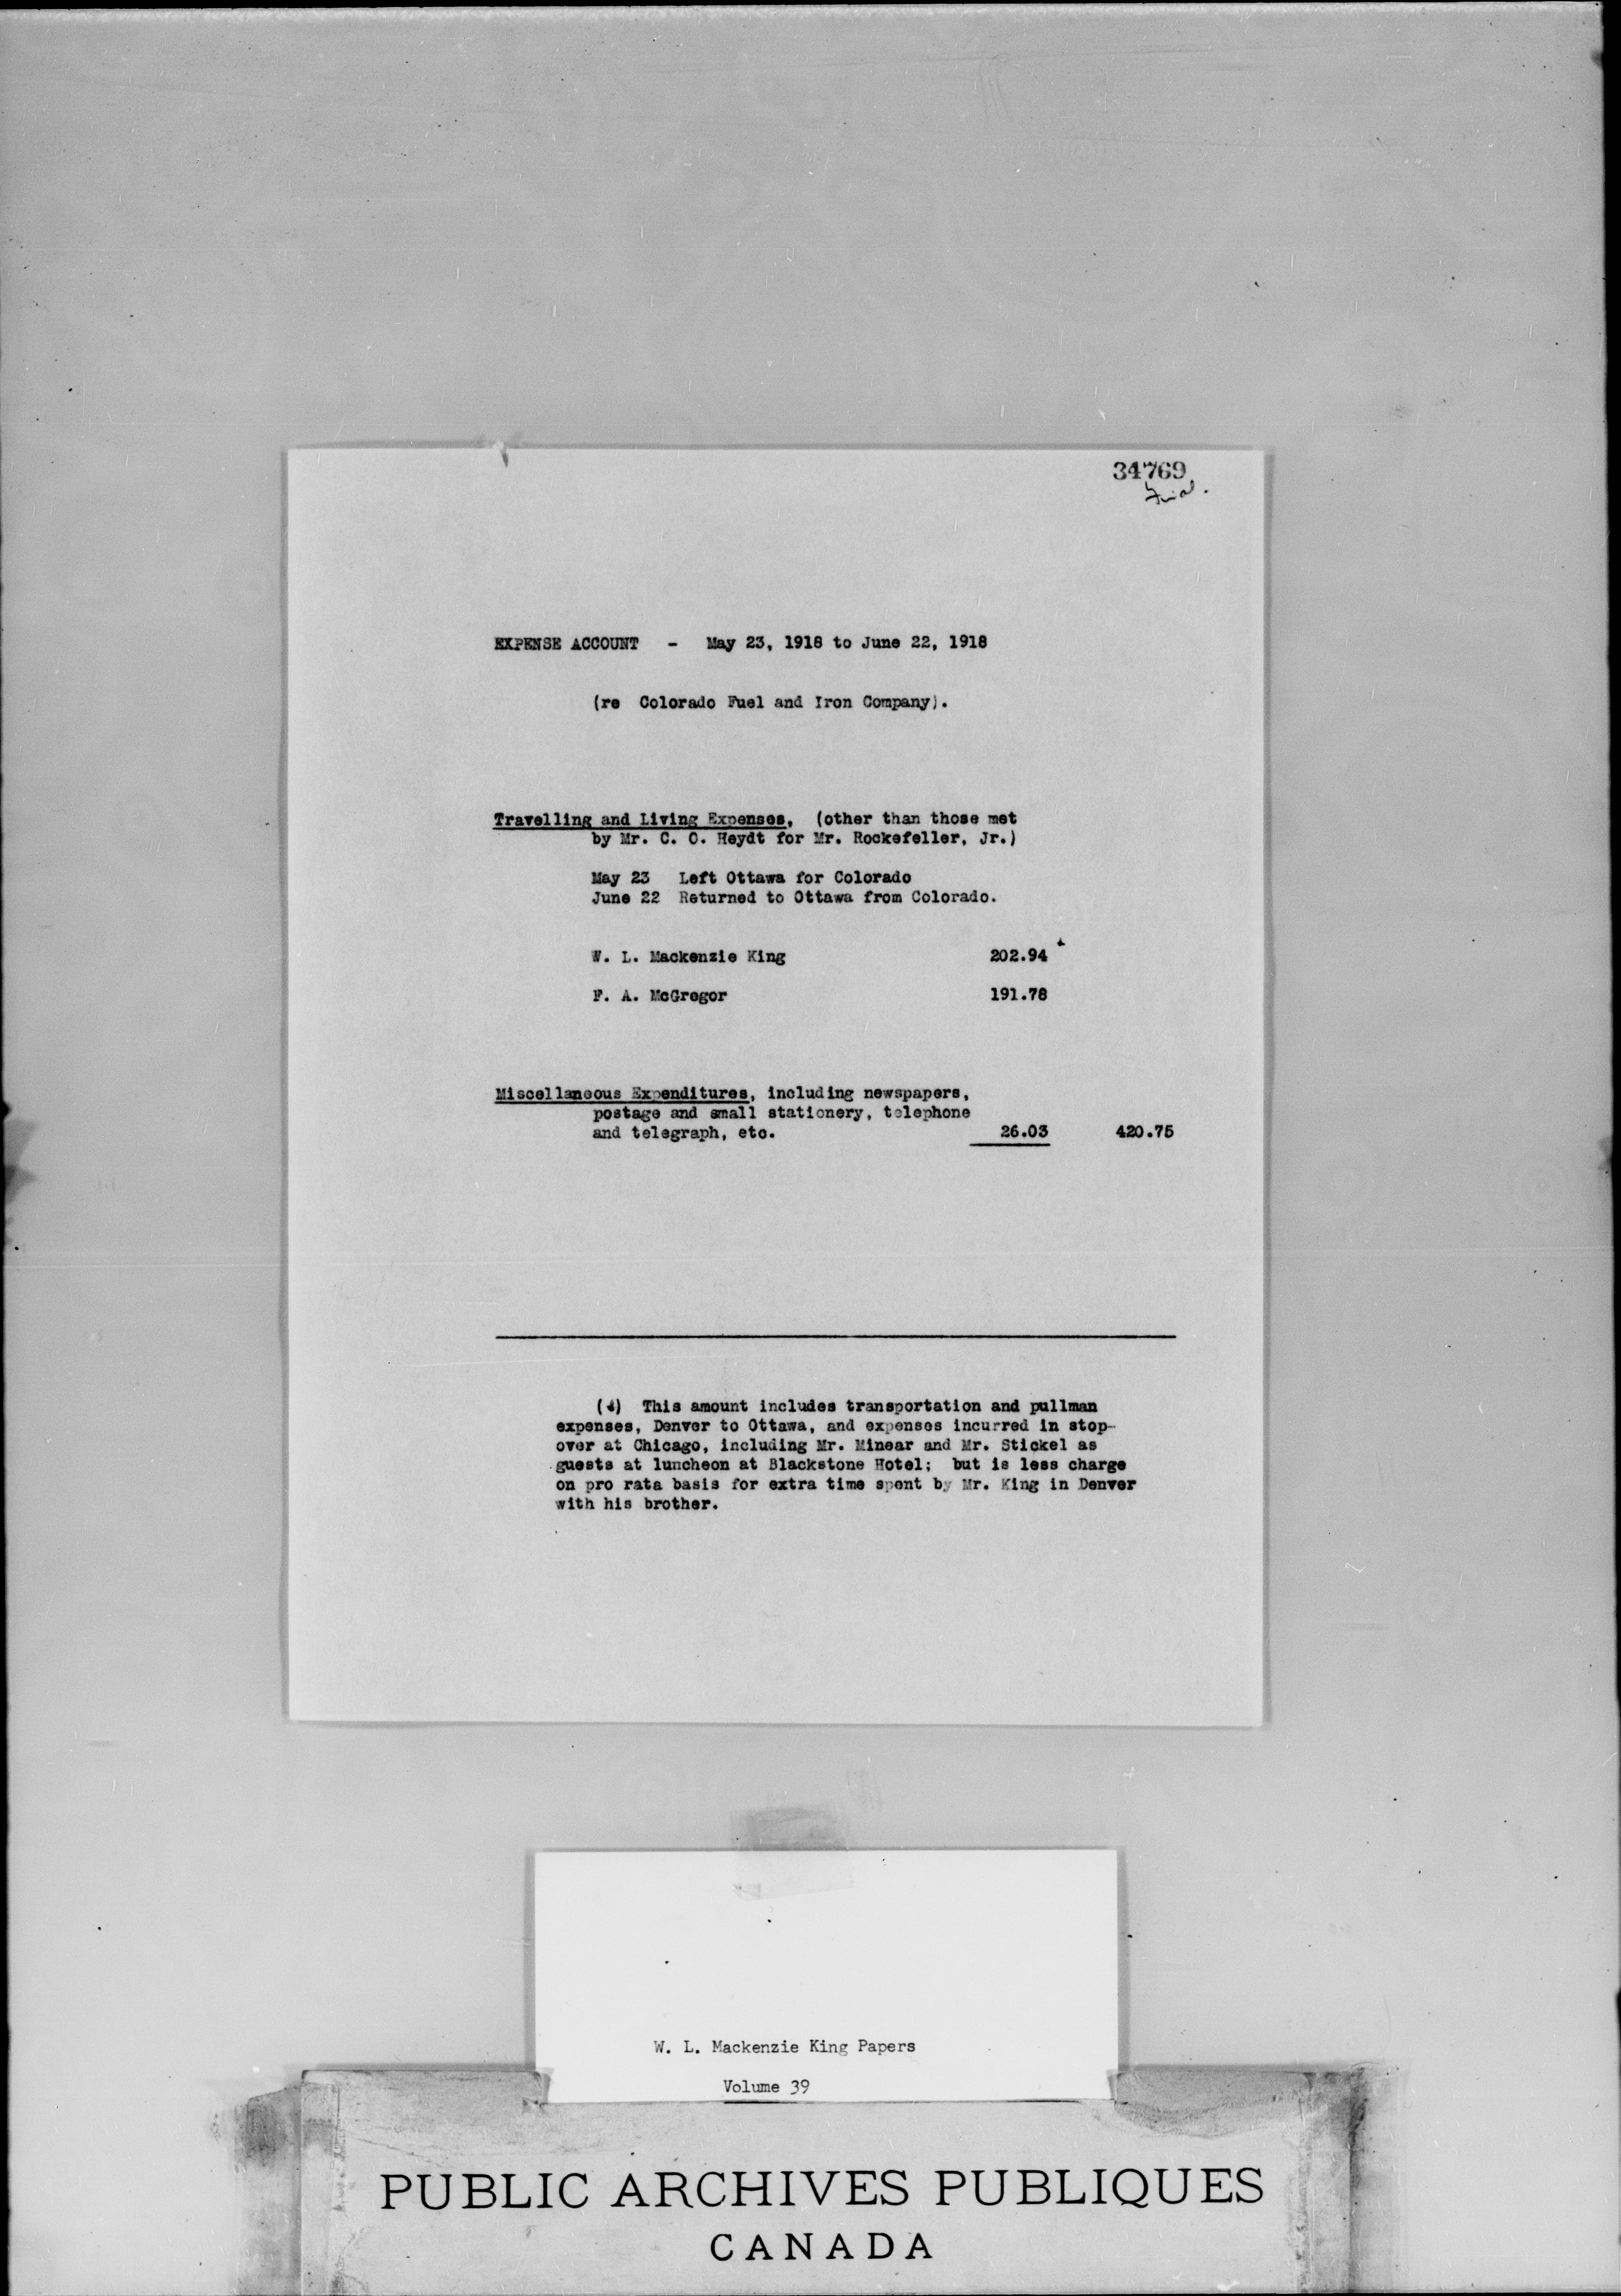 34769
Final.
EXPENSE ACCOUNT - May 23, 1918 to June 22, 1918
(re Colorado Fuel and Iron Company).
Travelling and Living Expenses, (other than those met
by Mr. C. O. Heydt for Mr. Rockefeller, Jr.)
May 23 Left Ottawa for Colorado
June 22 Returned to Ottawa from Colorado.
W. L. Mackenzie King 202.94
F. A. McGregor 191.78
Miscellaneous Expenditures, including newspapers,
postage and small stationery, telephone
and telegraph, etc. 26.03 420.75
This amount includes transportation and pullman
expenses, Denver to Ottawa, and expenses incurred in stop-
over at Chicago, including Mr. Minear and Mr. Stickel as
guests at luncheon at Blackstone Hotel; but is less charge
on pro rata basis for extra time spent by Mr. King in Denver
with his brother.
W. L. Mackenzie King Papers
Volume 39
PUBLIC ARCHIVES PUBLIQUES
CANADA